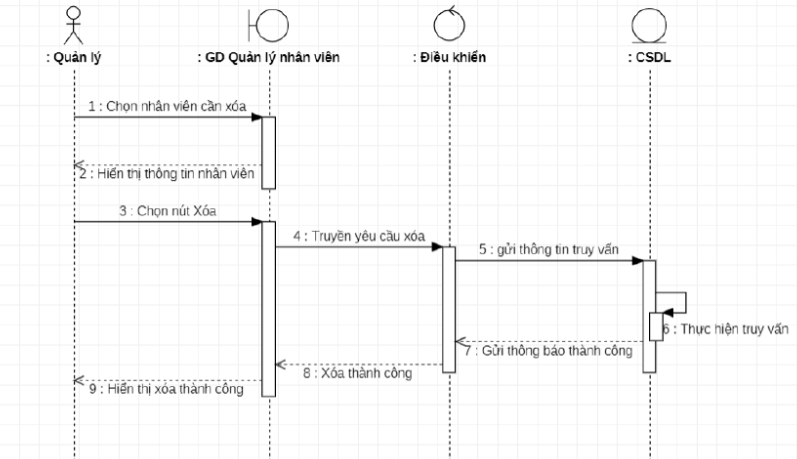 : Quản lý
: GD Quản lý nhân viên
: Điều khiển
: CSDL
1 : Chọn nhân viên cần xóa
2 : Hiển thị thông tin nhân viên
3 : Chọn nút Xóa
4 : Truyền yêu cầu xóa
5 : gửi thông tin truy vấn
6 : Thực hiện truy vấn
7 : Gửi thông báo thành công
8 : Xóa thành công
9 : Hiển thị xóa thành công